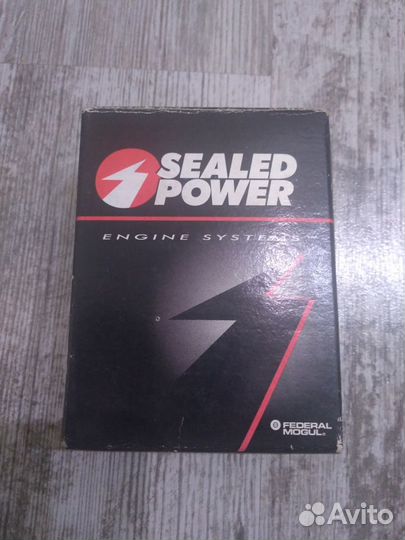 SEALED
POWER
ENGINE SYSTEMS
FEDERAL
MOGUL®
Avito